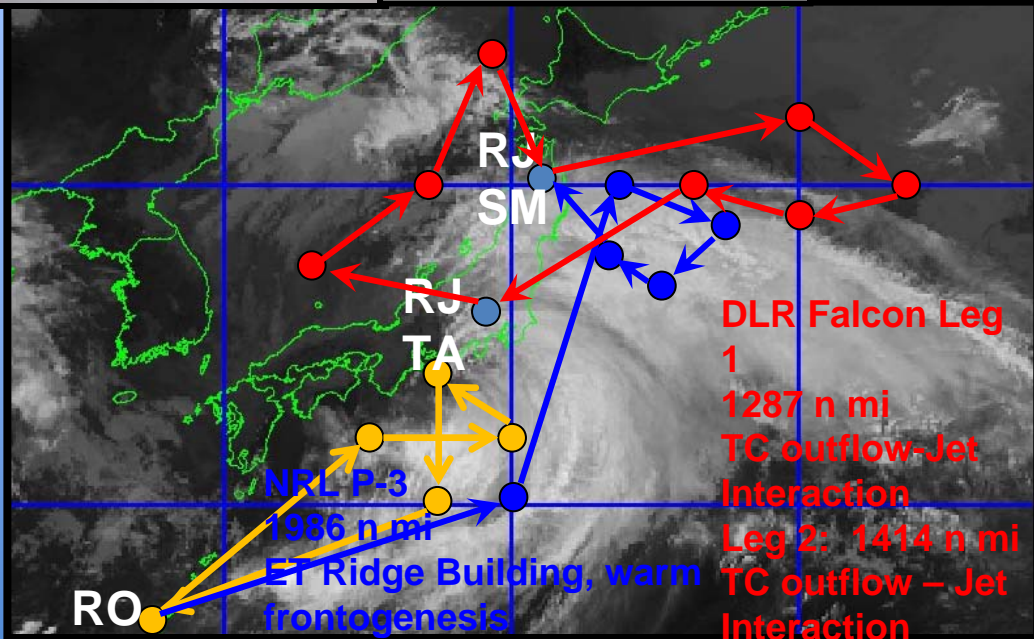 RJ
SM
RJ
TA
DLR Falcon Leg
1
1287 n mi
TC outflow-Jet
Interaction
Leg 2:  1414 n mi
TC outflow – Jet
Interaction
NRL P-3
1986 n mi
ET Ridge Building, warm
frontogenesis
RO